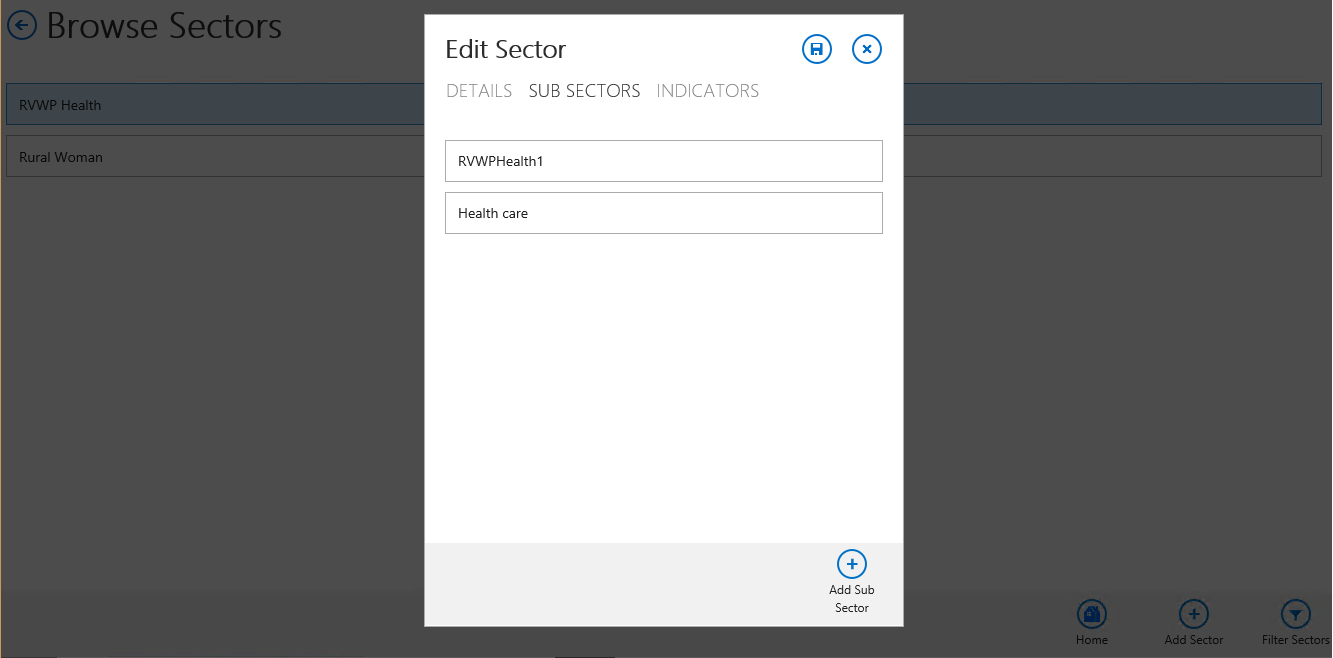 Browse Sectors
RVWP Health
Rural Woman
Edit Sector
DETAILS SUB SECTORS INDICATORS
RVWPHealth1
Health care
Add Sub
Sector
Home
Add Sector
Filter Sectors